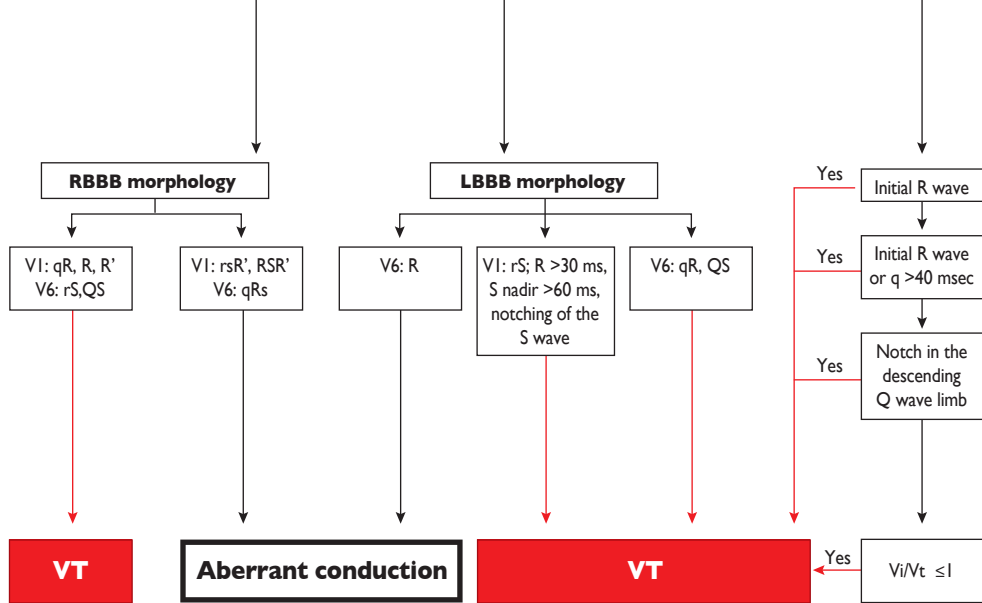 RBBB morphology
LBBB morphology
Yes
Initial R wave
V1: qR, R, R’
V6: rS,QS
V1: rsR’, RSR’
V6: qRs
V6: R
V1: rS; R >30 ms,
S nadir >60 ms,
notching of the
S wave
V6: qR, QS
Yes
Initial R wave
or q >40 msec
Yes
Notch in the
descending
Q wave limb
VT
Aberrant conduction
VT
Yes
Vi/Vt ≤1